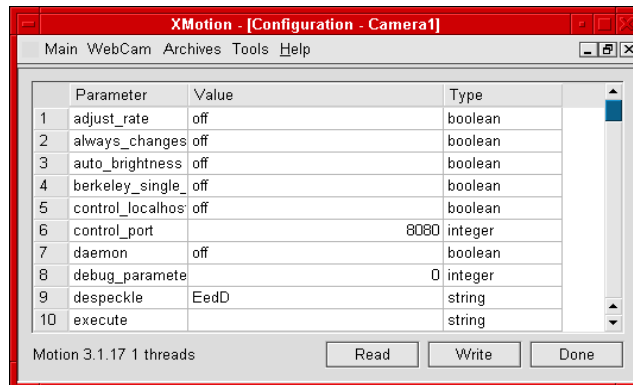 XMotion - [Configuration - Camera1]
Main WebCam Archives Tools Help
Parameter Value Type
1 adjust_rate off boolean
2 always_changes off boolean
3 auto_brightness off boolean
4 berkeley_single_ off boolean
5 control_localhos off boolean
6 control_port 8080 integer
7 daemon off boolean
8 debug_paramete 0 integer
9 despeckle EedD string
10 execute string
Motion 3.1.17 1 threads Read Write Done